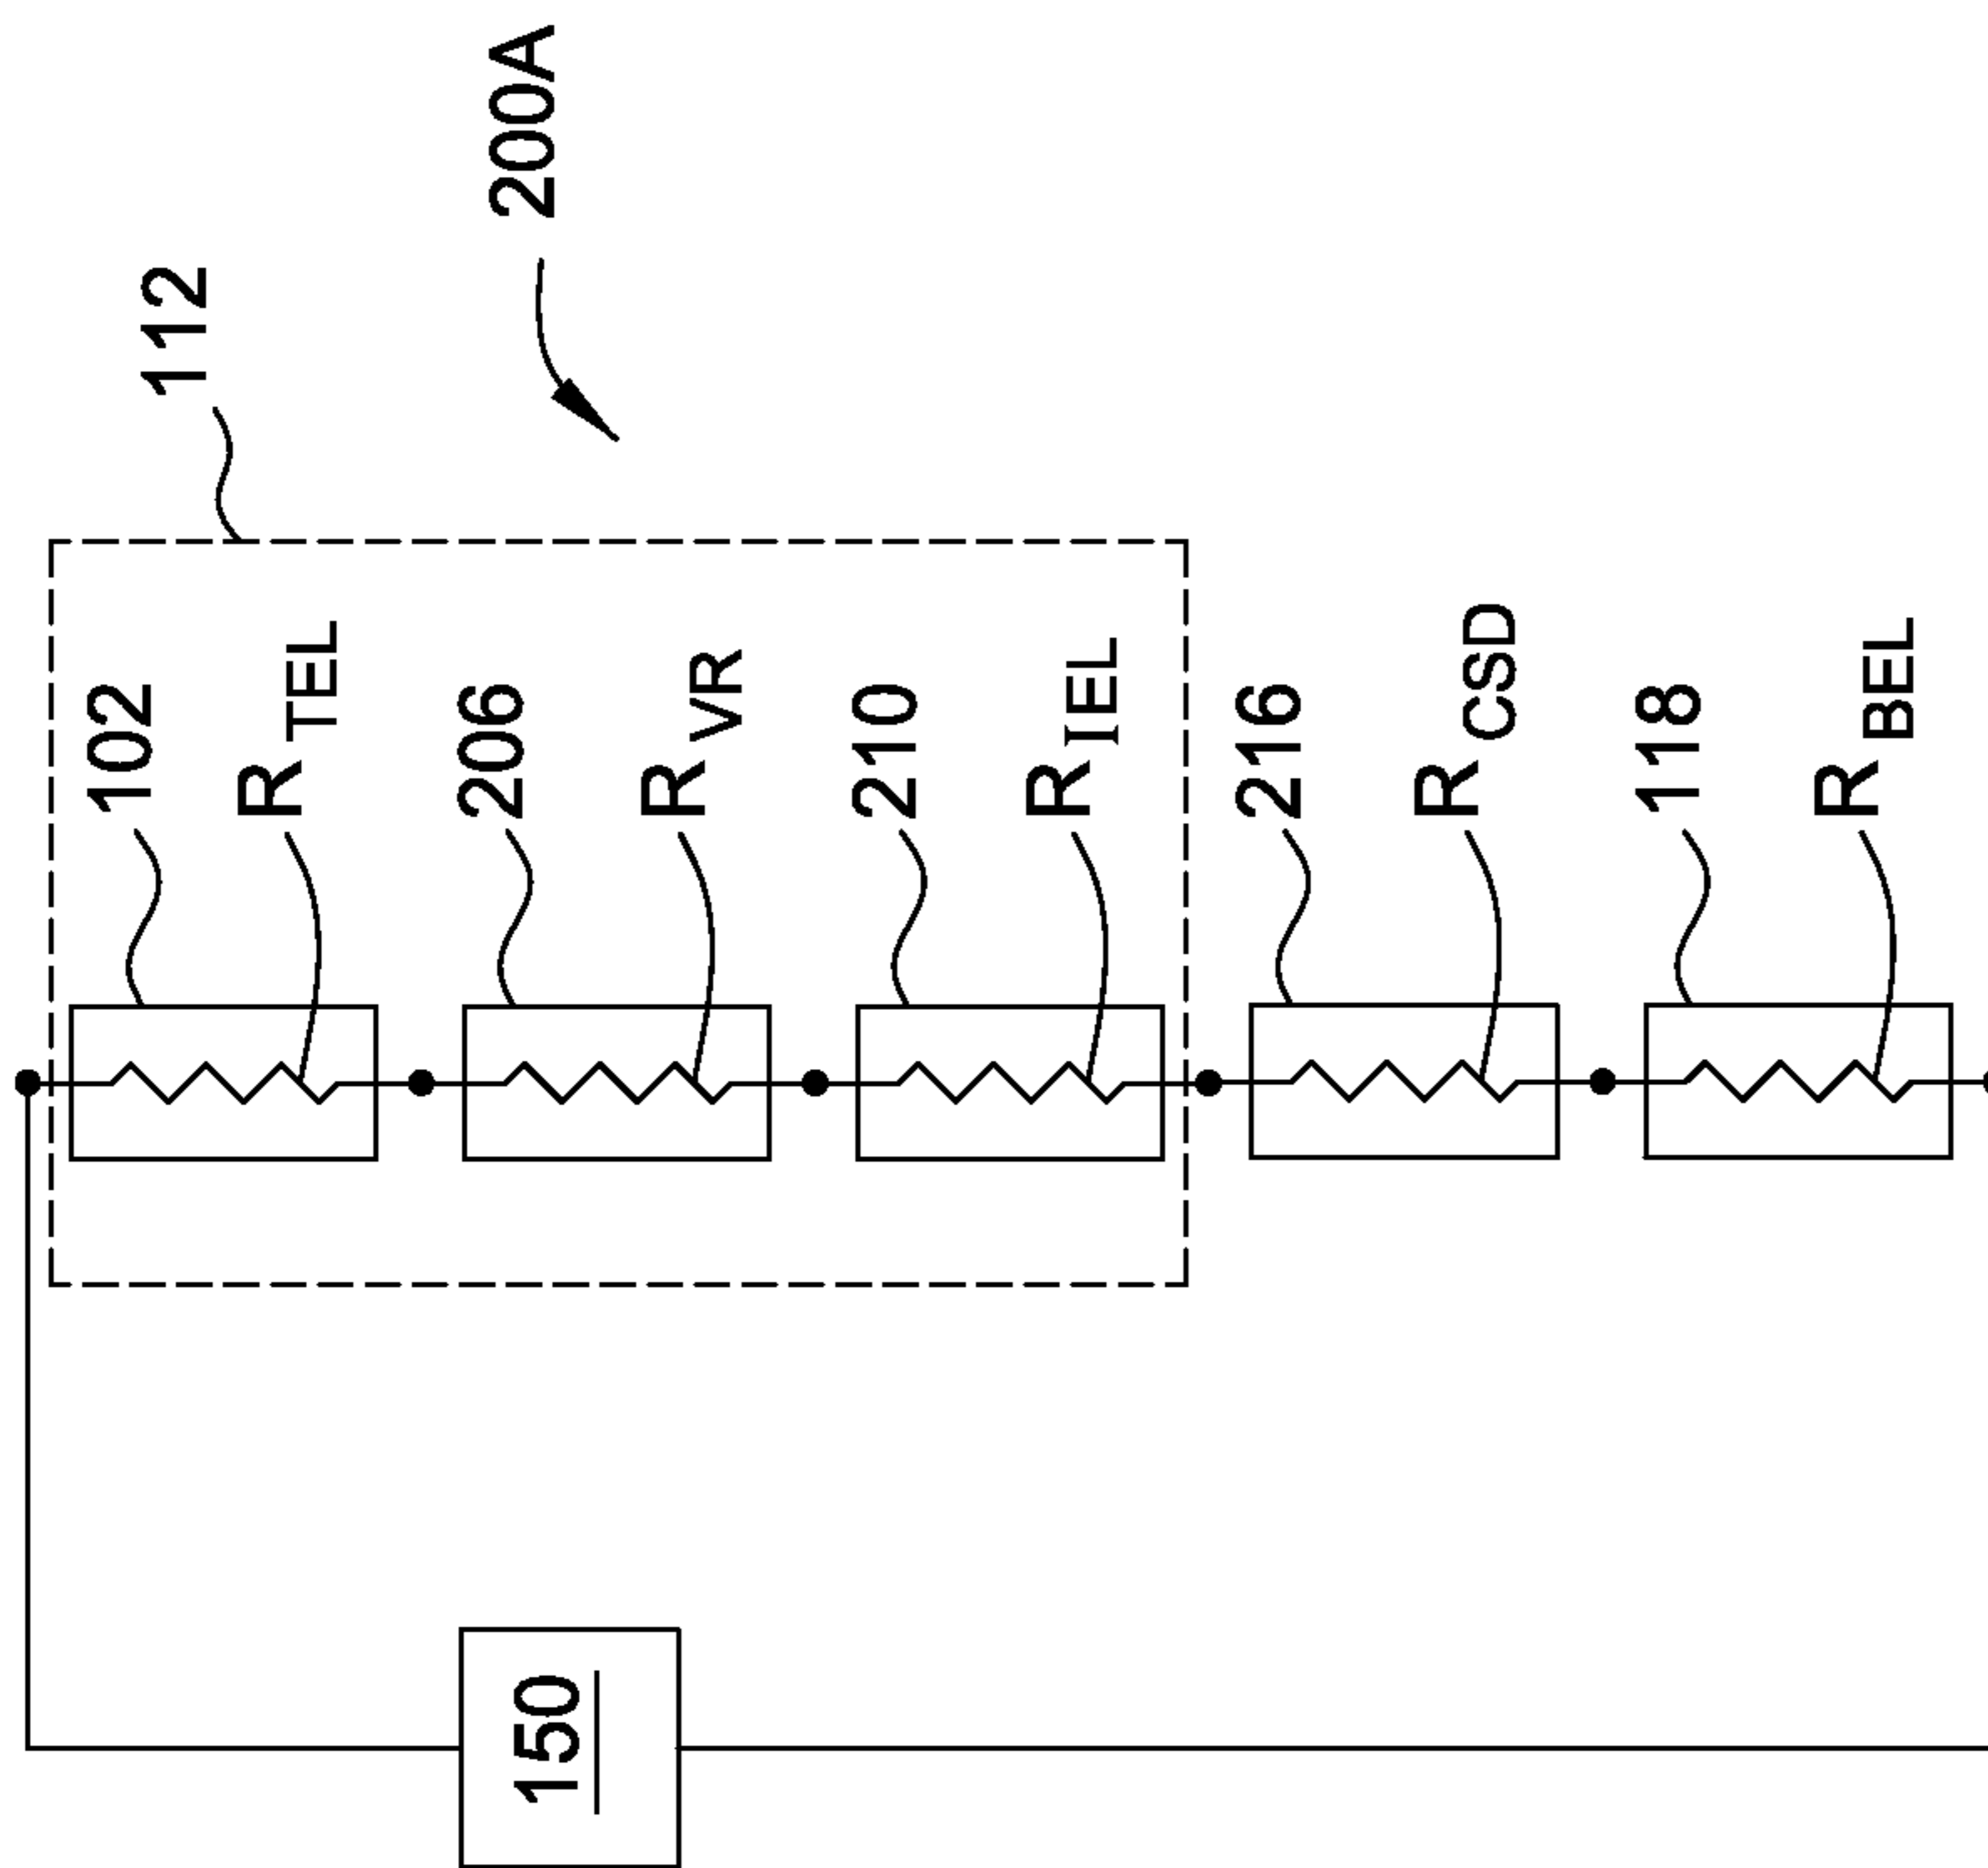 200A
112
102
R TEL
206
R VR
210
R IEL
216
R CSD
118
R BEL
150